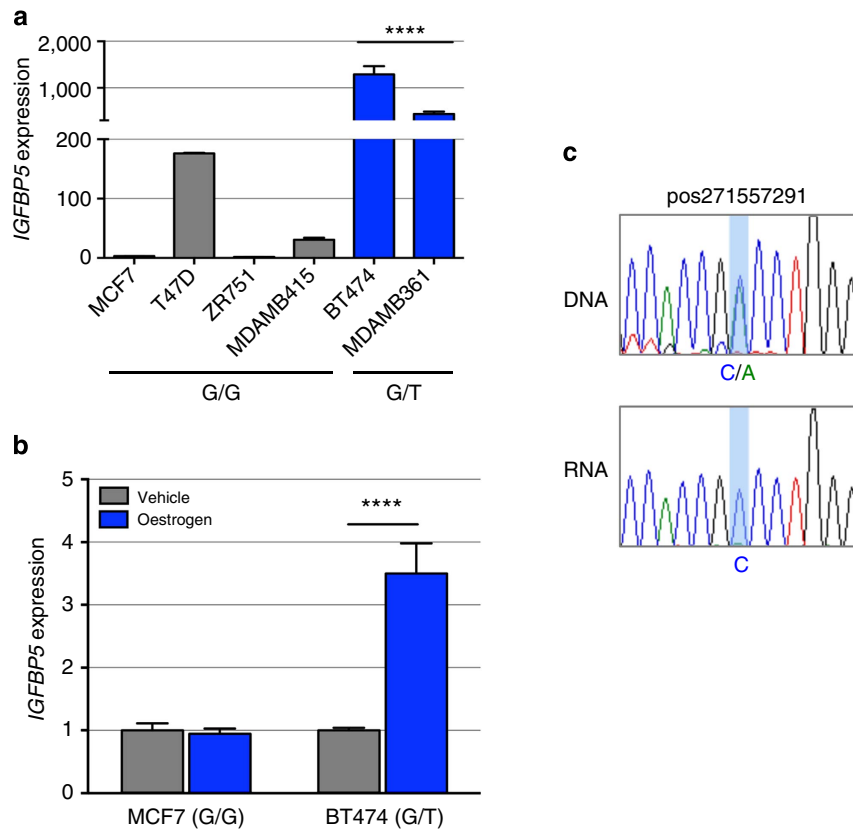 a
IGFBP5 expression
2,000
1,000
200
100
0
****
MCF7
T47D
ZR751
MDAMB415
BT474
MDAMB361
G/G
G/T
b
IGFBP5 expression
5
4
3
2
1
0
Vehicle
Oestrogen
****
MCF7 (G/G)
BT474 (G/T)
c
pos271557291
DNA
C/A
RNA
C